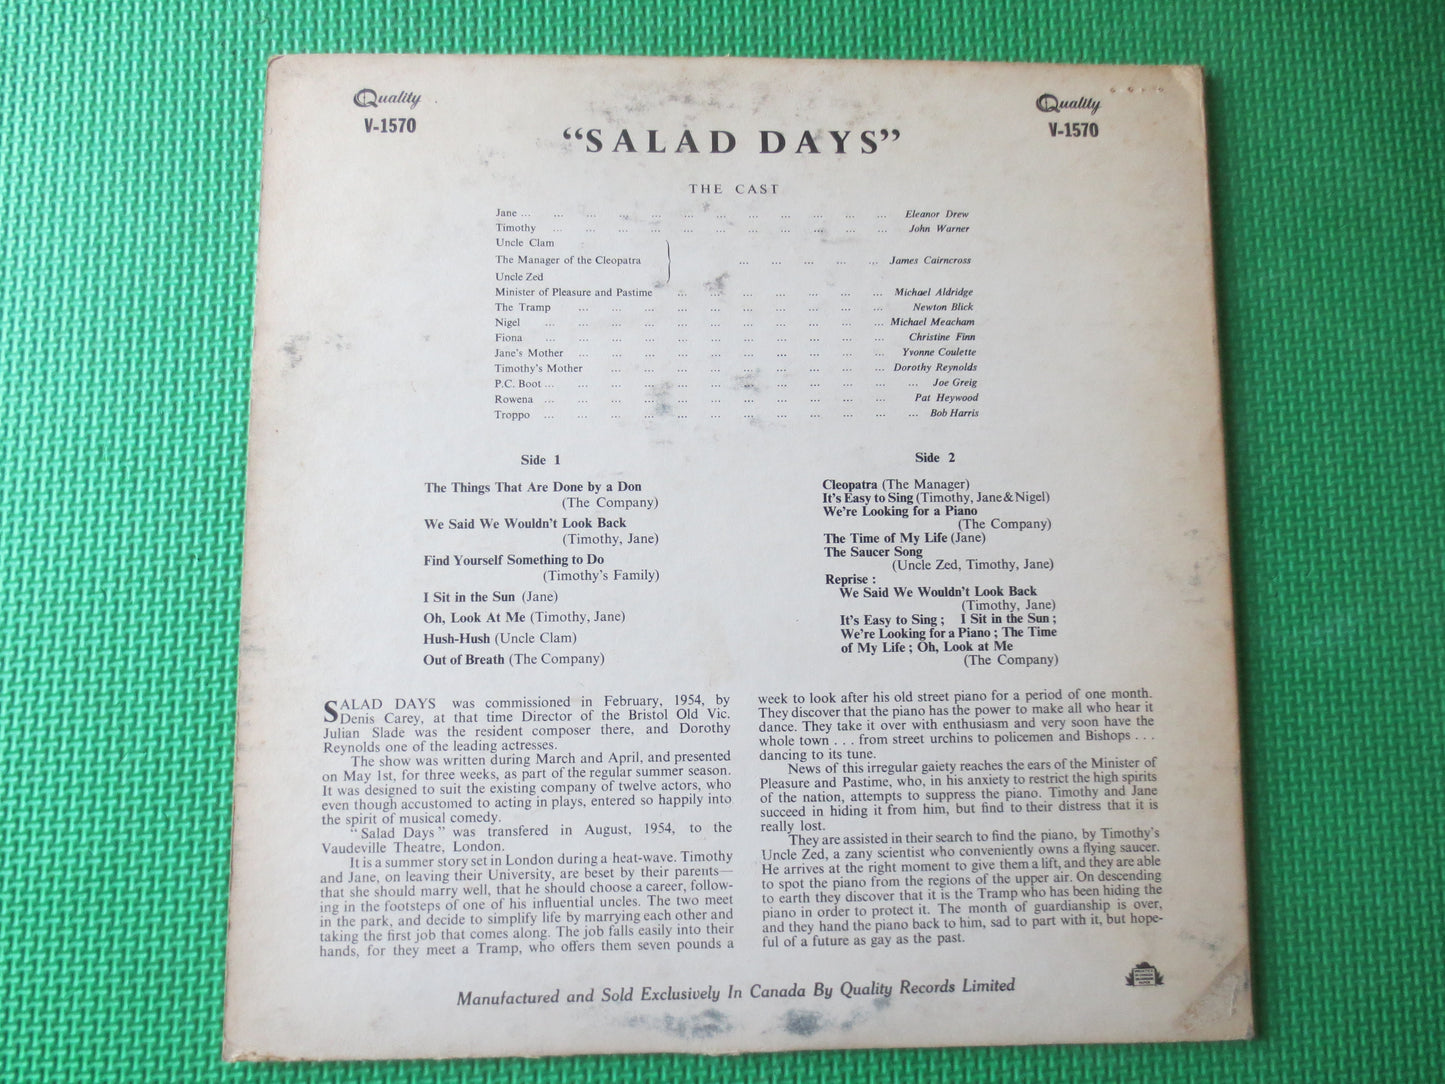 Quality
V-1570
Quality
V-1570
“SALAD DAYS”
THE CAST
Jane ... ... ... ... ... ... ... ... ... ... ... ... Eleanor Drew
Timothy ... ... ... ... ... ... ... ... ... ... ... John Warner
Uncle Clam
The Manager of the Cleopatra ... ... ... ... ... James Cairncross
Uncle Zed
Minister of Pleasure and Pastime ... ... ... ... ... ... ... Michael Aldridge
The Tramp ... ... ... ... ... ... ... ... ... ... Newton Blick
Nigel ... ... ... ... ... ... ... ... ... ... ... Michael Meacham
Fiona ... ... ... ... ... ... ... ... ... ... ... Christine Finn
Jane's Mother ... ... ... ... ... ... ... ... ... ... Yvonne Coulette
Timothy's Mother ... ... ... ... ... ... ... ... ... Dorothy Reynolds
P.C. Boot ... ... ... ... ... ... ... ... ... ... ... ... Joe Greig
Rowena ... ... ... ... ... ... ... ... ... ... ... Pat Heywood
Troppo ... ... ... ... ... ... ... ... ... ... ... ... Bob Harris
Side 1
The Things That Are Done by a Don
(The Company)
We Said We Wouldn't Look Back
(Timothy, Jane)
Find Yourself Something to Do
(Timothy's Family)
I Sit in the Sun (Jane)
Oh, Look At Me (Timothy, Jane)
Hush-Hush (Uncle Clam)
Out of Breath (The Company)
Side 2
Cleopatra (The Manager)
It's Easy to Sing (Timothy, Jane & Nigel)
We're Looking for a Piano
(The Company)
The Time of My Life (Jane)
The Saucer Song
(Uncle Zed, Timothy, Jane)
Reprise :
We Said We Wouldn't Look Back
(Timothy, Jane)
It's Easy to Sing ; I Sit in the Sun ;
We're Looking for a Piano ; The Time
of My Life ; Oh, Look at Me
(The Company)
SALAD DAYS was commissioned in February, 1954, by
Denis Carey, at that time Director of the Bristol Old Vic.
Julian Slade was the resident composer there, and Dorothy
Reynolds one of the leading actresses.
The show was written during March and April, and presented
on May 1st, for three weeks, as part of the regular summer season.
It was designed to suit the existing company of twelve actors, who
even though accustomed to acting in plays, entered so happily into
the spirit of musical comedy.
“Salad Days” was transfered in August, 1954, to the
Vaudeville Theatre, London.
It is a summer story set in London during a heat-wave. Timothy
and Jane, on leaving their University, are beset by their parents—
that she should marry well, that he should choose a career, follow-
ing in the footsteps of one of his influential uncles. The two meet
in the park, and decide to simplify life by marrying each other and
taking the first job that comes along. The job falls easily into their
hands, for they meet a Tramp, who offers them seven pounds a
week to look after his old street piano for a period of one month.
They discover that the piano has the power to make all who hear it
dance. They take it over with enthusiasm and very soon have the
whole town . . . from street urchins to policemen and Bishops . . .
dancing to its tune.
News of this irregular gaiety reaches the ears of the Minister of
Pleasure and Pastime, who, in his anxiety to restrict the high spirits
of the nation, attempts to suppress the piano. Timothy and Jane
succeed in hiding it from him, but find to their distress that it is
really lost.
They are assisted in their search to find the piano, by Timothy's
Uncle Zed, a zany scientist who conveniently owns a flying saucer.
He arrives at the right moment to give them a lift, and they are able
to spot the piano from the regions of the upper air. On descending
to earth they discover that it is the Tramp who has been hiding the
piano in order to protect it. The month of guardianship is over,
and they hand the piano back to him, sad to part with it, but hope-
ful of a future as gay as the past.
Manufactured and Sold Exclusively In Canada By Quality Records Limited